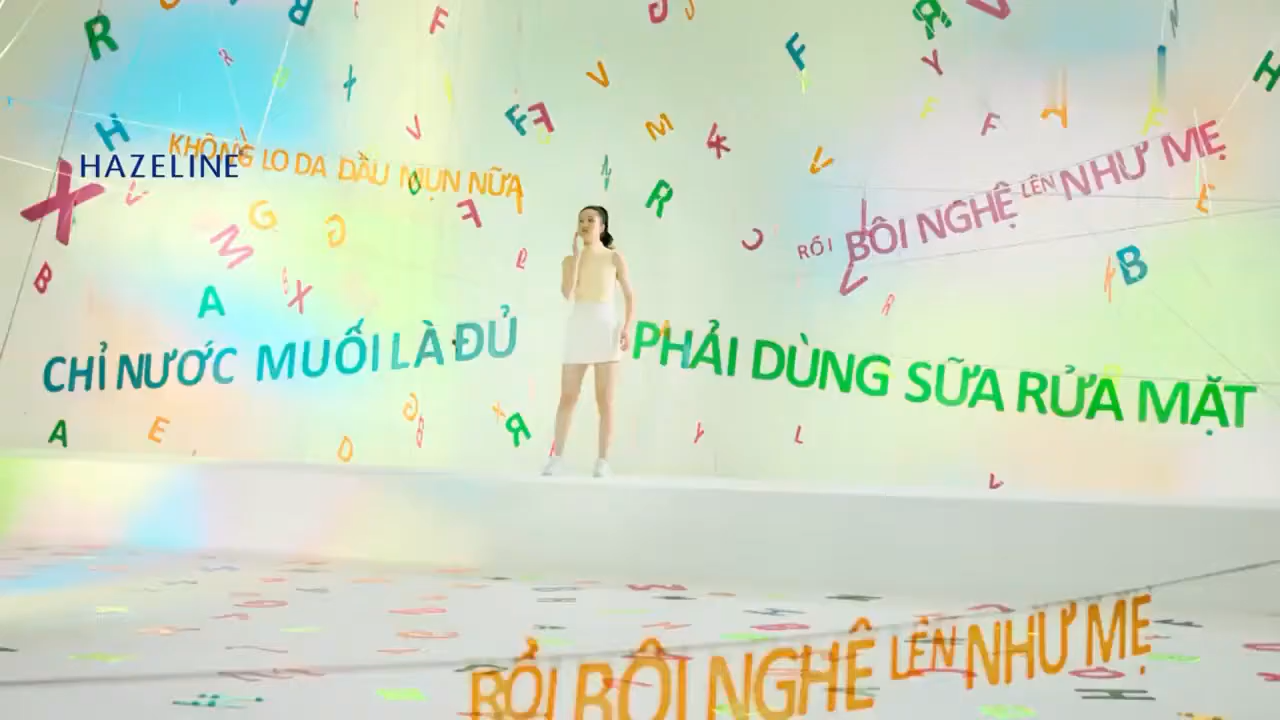 KHÔNG LO DA DẦU MỤN NỮA
HAZELINE
RỒI BÔI NGHỆ LÊN NHƯ MẸ
CHỈ NƯỚC MUỐI LÀ ĐỦ
PHẢI DÙNG SỮA RỬA MẶT
RỒI BÔI NGHỆ LÊN NHƯ MẸ